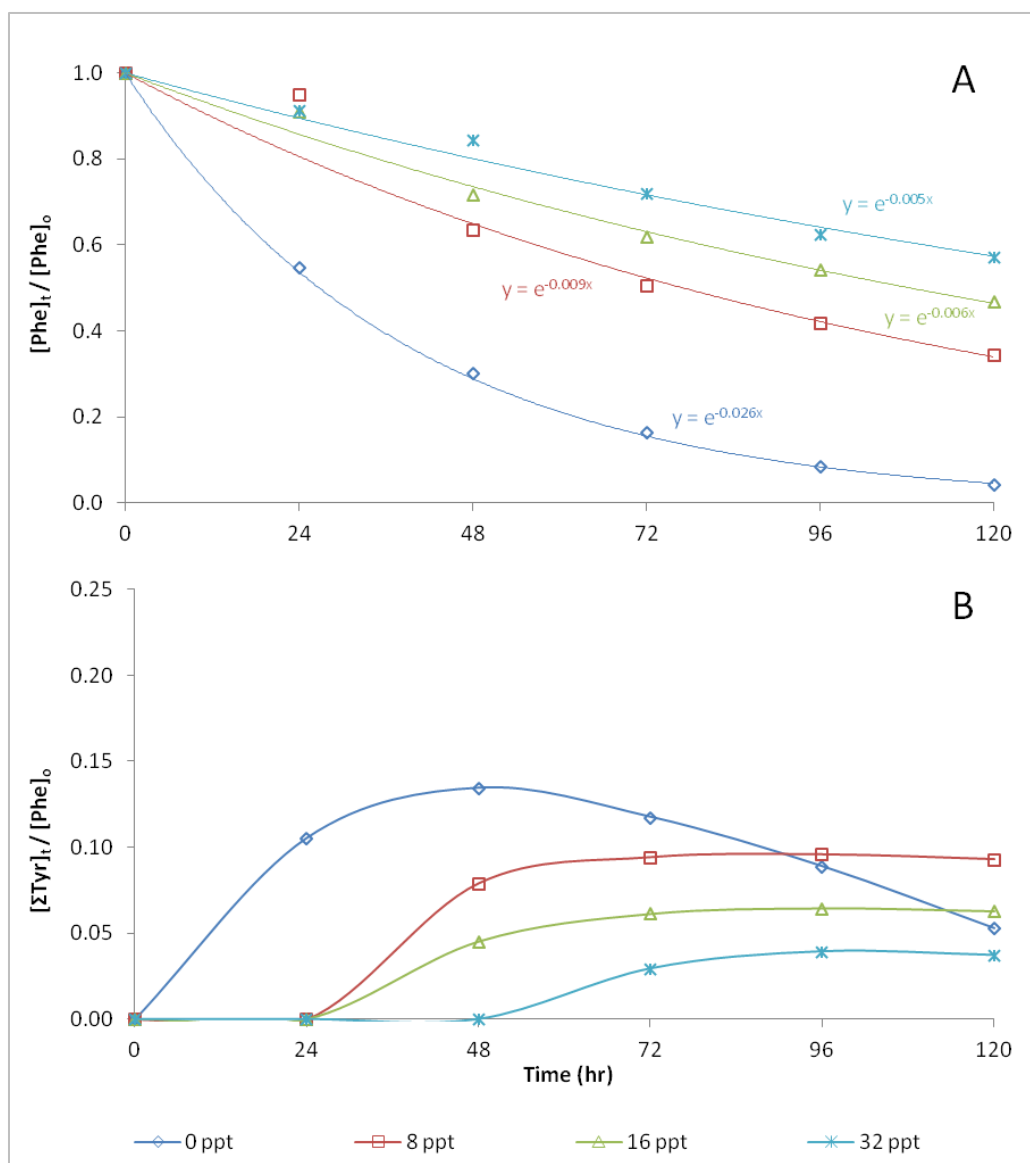 A
1.0
0.8
0.6
0.4
0.2
0.0
[Phe]t / [Phe]o
y = e-0.005x
y = e-0.009x
y = e-0.006x
y = e-0.026x
0 24 48 72 96 120
B
0.25
0.20
0.15
0.10
0.05
0.00
[ΣTyr]t / [Phe]o
0 24 48 72 96 120
Time (hr)
0 ppt 8 ppt 16 ppt 32 ppt